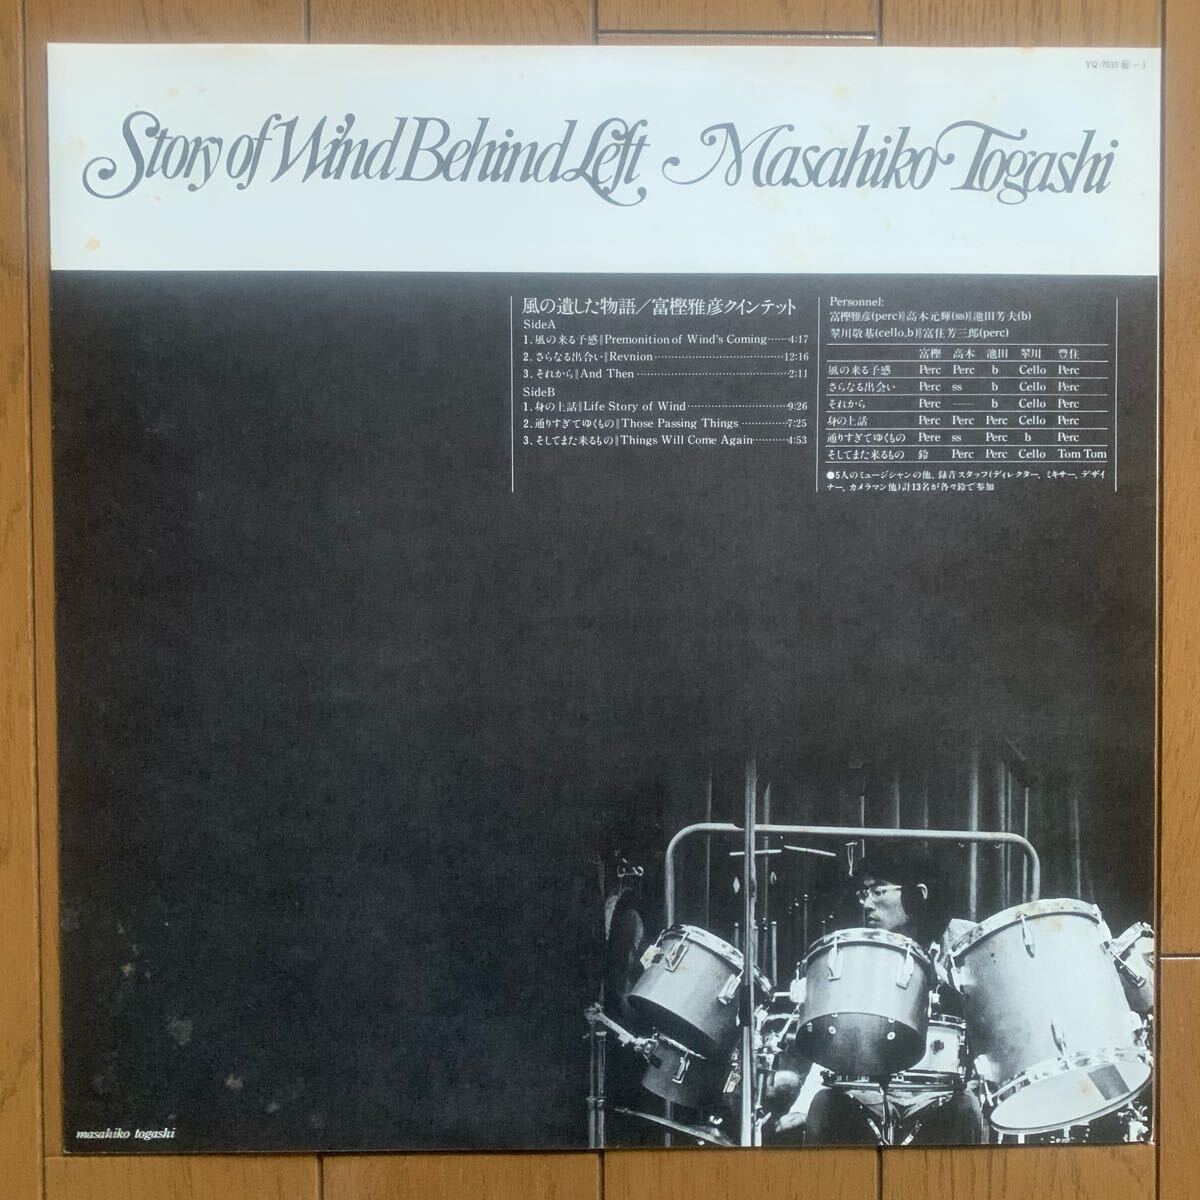 YQ-7515 -1
Story of Wind Behind Left Masahiko Togashi
風の遺した物語／富樫雅彦クインテット
SideA
1.風の来る予感‖Premonition of Wind's Coming……4:17
2.さらなる出合い‖Revnion……………………12:16
3.それから‖And Then……………………2:11
SideB
1.身の上話‖Life Story of Wind…………………9:26
2.通りすぎてゆくもの‖Those Passing Things…………7:25
3.そしてまた来るもの‖Things Will Come Again………4:53
Personnel:
富樫雅彦(perc)‖高木元輝(ss)‖池田芳夫(b)
翠川敬基(cello,b)‖富住芳三郎(perc)
富樫 高木 池田 翠川 豊住
風の来る予感 Perc Perc b Cello Perc
さらなる出会い Perc ss b Cello Perc
それから Perc — b Cello Perc
身の上話 Perc Perc Perc Cello Perc
通りすぎてゆくもの Pere ss Perc b Perc
そしてまた来るもの 鈴 Perc Perc Cello Tom Tom
●5人のミュージシャンの他、録音スタッフ(ディレクター、ミキサー、デザイ
ナー、カメラマン他)計13名が各々鈴で参加
masahiko togashi